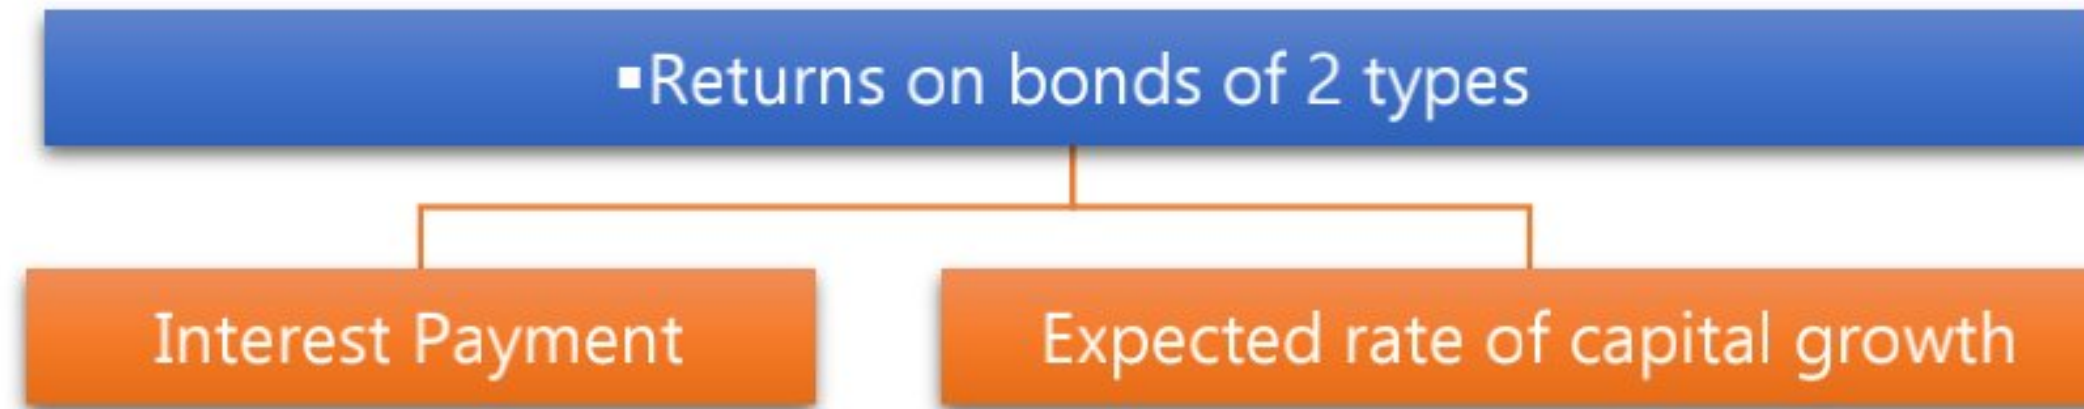 ▪Returns on bonds of 2 types
Interest Payment
Expected rate of capital growth